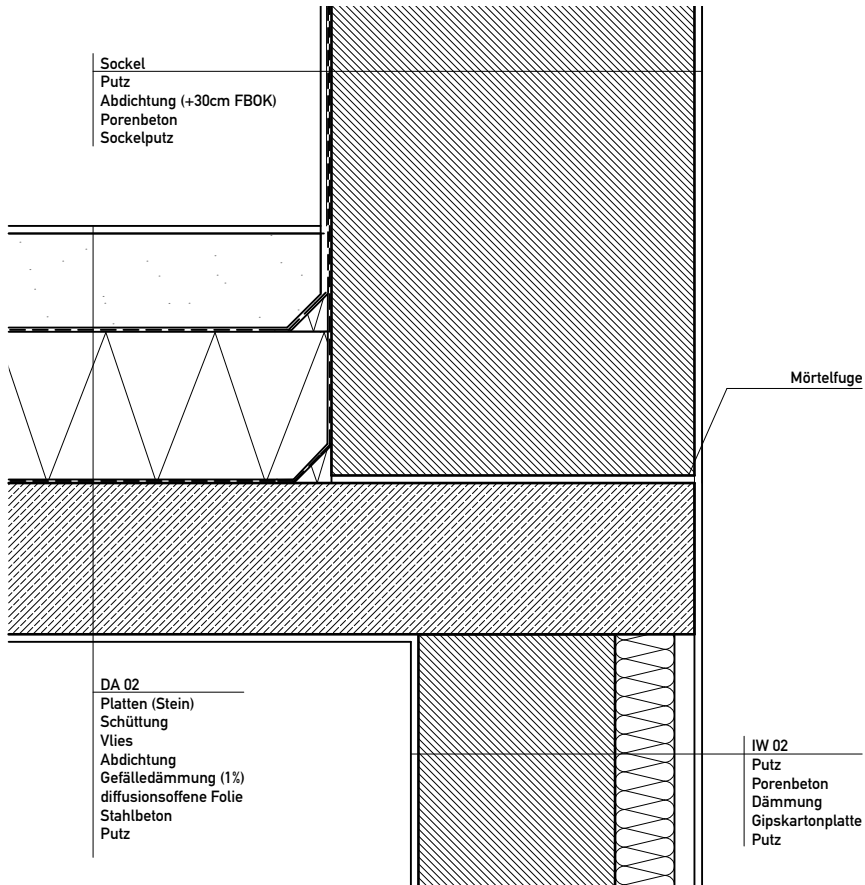 Sockel
Putz
Abdichtung (+30cm FBOK)
Porenbeton
Sockelputz
Mörtelfuge
DA 02
Platten (Stein)
Schüttung
Vlies
Abdichtung
Gefälledämmung (1%)
diffusionsoffene Folie
Stahlbeton
Putz
IW 02
Putz
Porenbeton
Dämmung
Gipskartonplatte
Putz